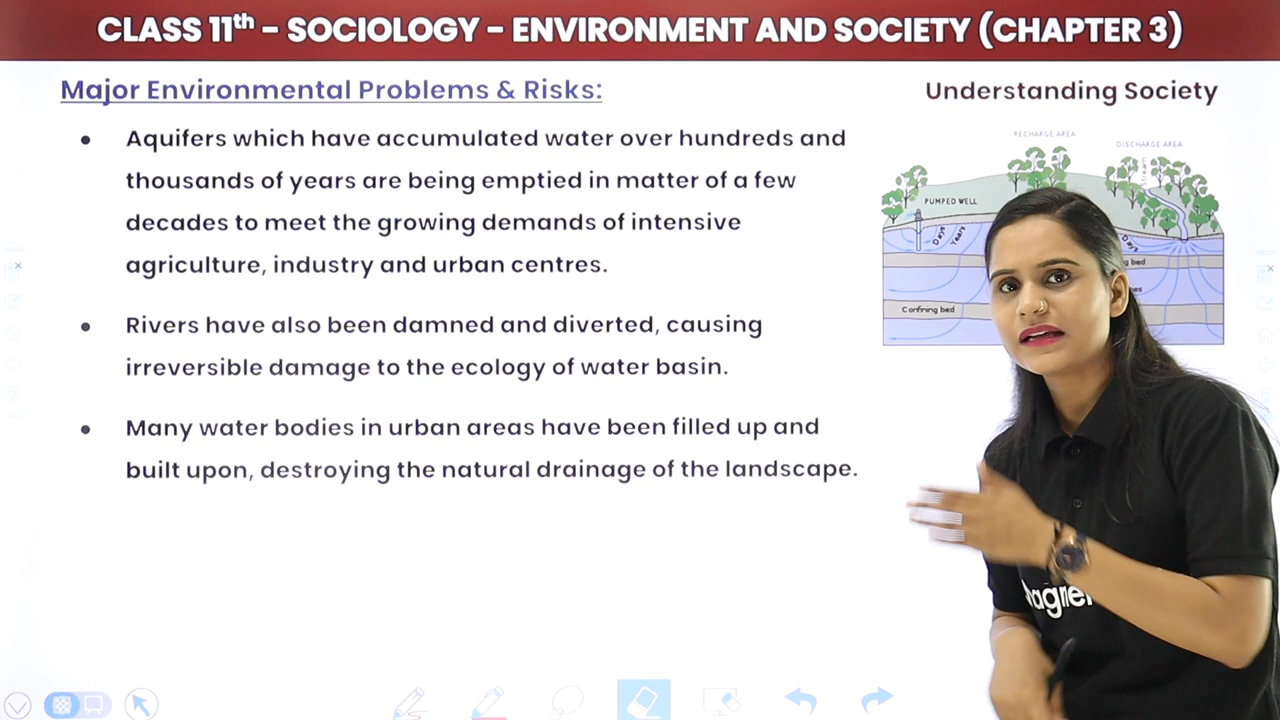 CLASS 11th – SOCIOLOGY – ENVIRONMENT AND SOCIETY (CHAPTER 3)
Major Environmental Problems & Risks:
Understanding Society
• Aquifers which have accumulated water over hundreds and
thousands of years are being emptied in matter of a few
decades to meet the growing demands of intensive
agriculture, industry and urban centres.
• Rivers have also been damned and diverted, causing
irreversible damage to the ecology of water basin.
• Many water bodies in urban areas have been filled up and
built upon, destroying the natural drainage of the landscape.
RECHARGE AREA
DISCHARGE AREA
Stream
PUMPED WELL
Days
Years
Days
bed
Confining bed